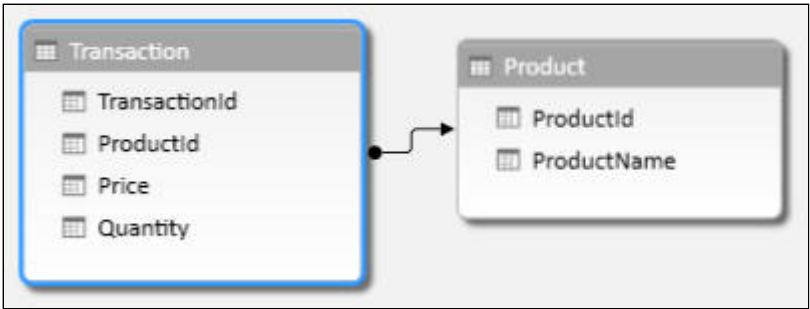 Transaction
TransactionId
ProductId
Price
Quantity
Product
ProductId
ProductName